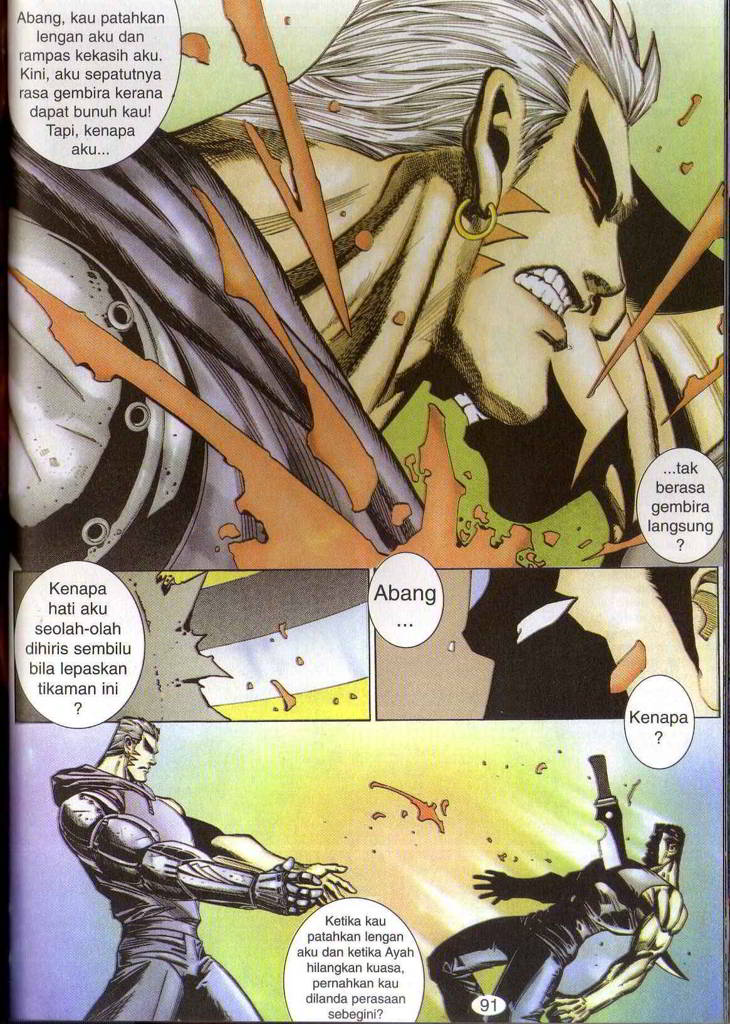 Abang, kau patahkan
lengan aku dan
rampas kekasih aku.
Kini, aku sepatutnya
rasa gembira kerana
dapat bunuh kau!
Tapi, kenapa
aku...
...tak
berasa
gembira
langsung
?
Kenapa
hati aku
seolah-olah
dihiris sembilu
bila lepaskan
tikaman ini
?
Abang
...
Kenapa
?
Ketika kau
patahkan lengan
aku dan ketika Ayah
hilangkan kuasa,
pernahkan kau
dilanda perasaan
sebegini?
91